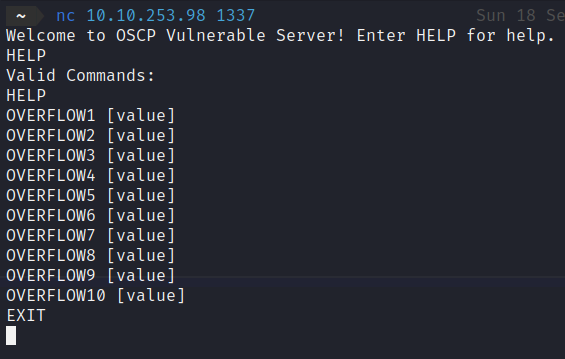 ~ nc 10.10.253.98 1337 Sun 18 Se
Welcome to OSCP Vulnerable Server! Enter HELP for help.
HELP
Valid Commands:
HELP
OVERFLOW1 [value]
OVERFLOW2 [value]
OVERFLOW3 [value]
OVERFLOW4 [value]
OVERFLOW5 [value]
OVERFLOW6 [value]
OVERFLOW7 [value]
OVERFLOW8 [value]
OVERFLOW9 [value]
OVERFLOW10 [value]
EXIT